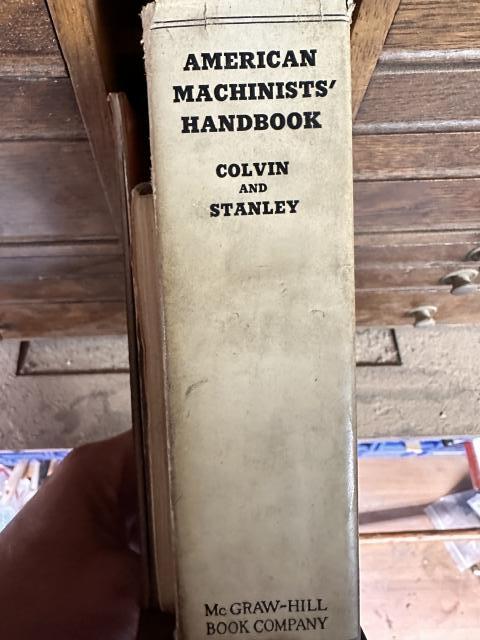 AMERICAN
MACHINISTS'
HANDBOOK
COLVIN
AND
STANLEY
McGRAW-HILL
BOOK COMPANY